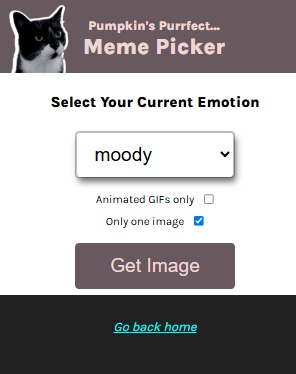 Pumpkin's Purrfect...
Meme Picker
Select Your Current Emotion
moody
Animated GIFs only
Only one image
Get Image
Go back home